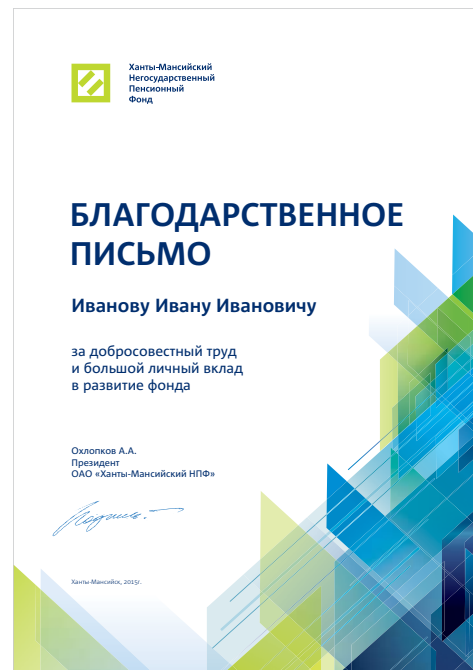 Ханты-Мансийский
Негосударственный
Пенсионный
Фонд
БЛАГОДАРСТВЕННОЕ
ПИСЬМО
Иванову Ивану Ивановичу
за добросовестный труд
и большой личный вклад
в развитие фонда
Охлопков А.А.
Президент
ОАО «Ханты-Мансийский НПФ»
Подпись
Ханты-Мансийск, 2015г.